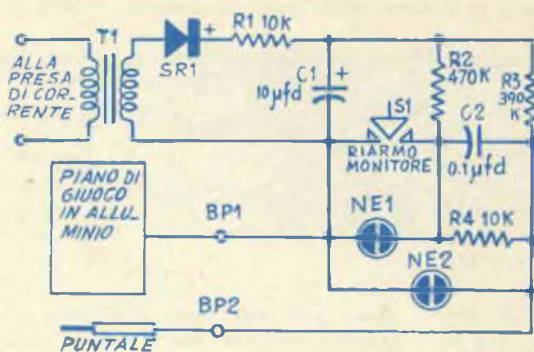 T1
ALLA
PRESA
DI COR-
RENTE
SR1
+
R1 10K
C1
+
10µfd
S1
RIARMO
MONITORE
R2
470K
C2
0.1µfd
R3
390
K
PIANO DI
GIUOCO
IN ALLU-
MINIO
BP1
NE1
R4 10K
NE2
BP2
PUNTALE